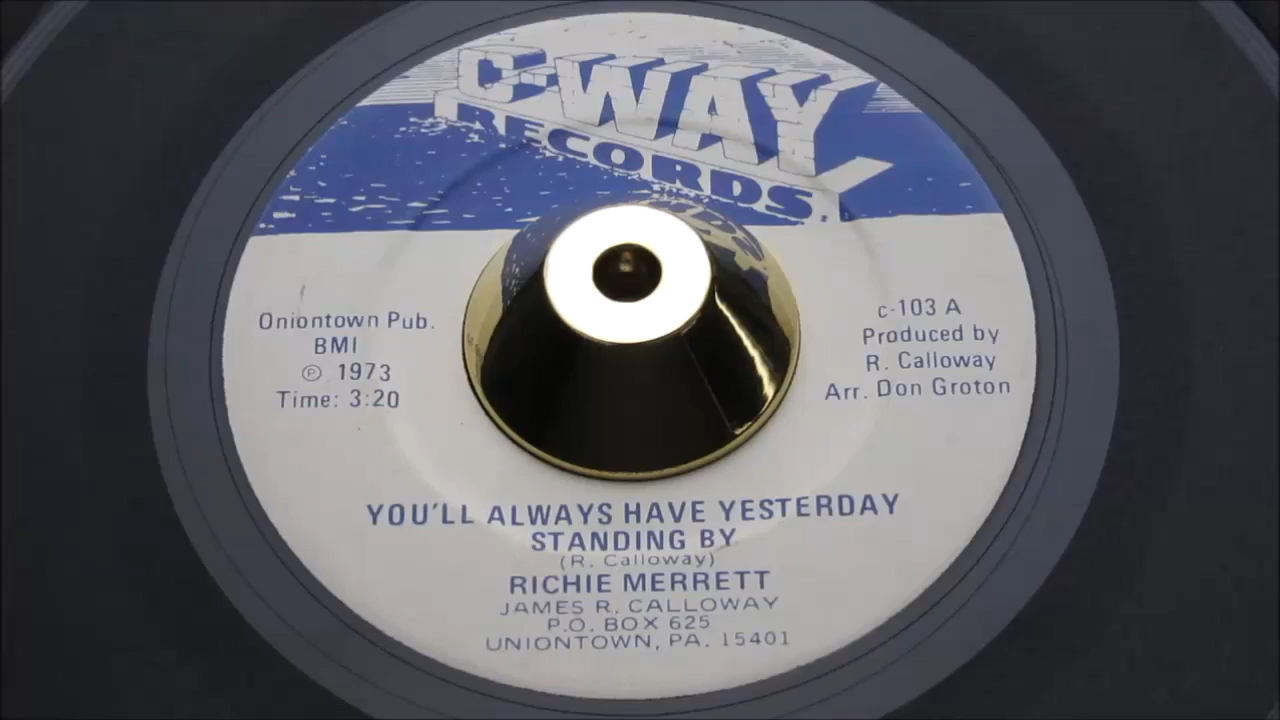 C-WAY
RECORDS
Oniontown Pub.
BMI
Ⓟ 1973
Time: 3:20
c-103 A
Produced by
R. Calloway
Arr. Don Groton
YOU'LL ALWAYS HAVE YESTERDAY
STANDING BY
(R. Calloway)
RICHIE MERRETT
JAMES R. CALLOWAY
P.O. BOX 625
UNIONTOWN, PA. 15401